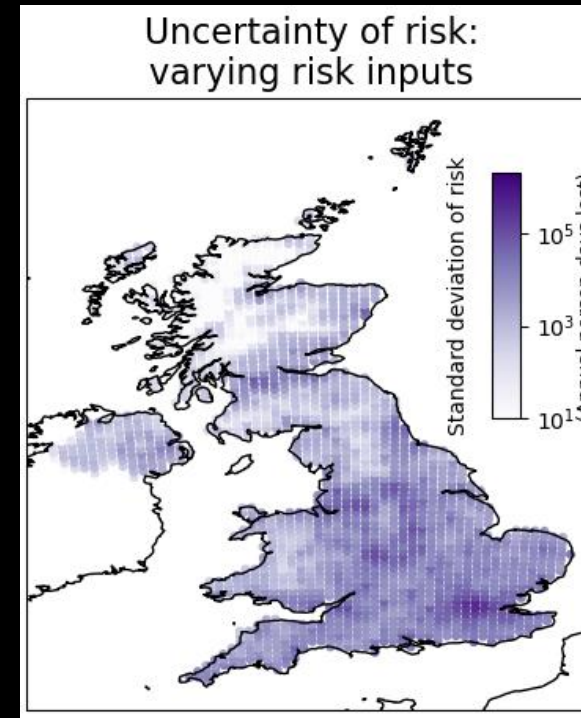 Uncertainty of risk:
varying risk inputs
Standard deviation of risk
10⁵
10³
10¹